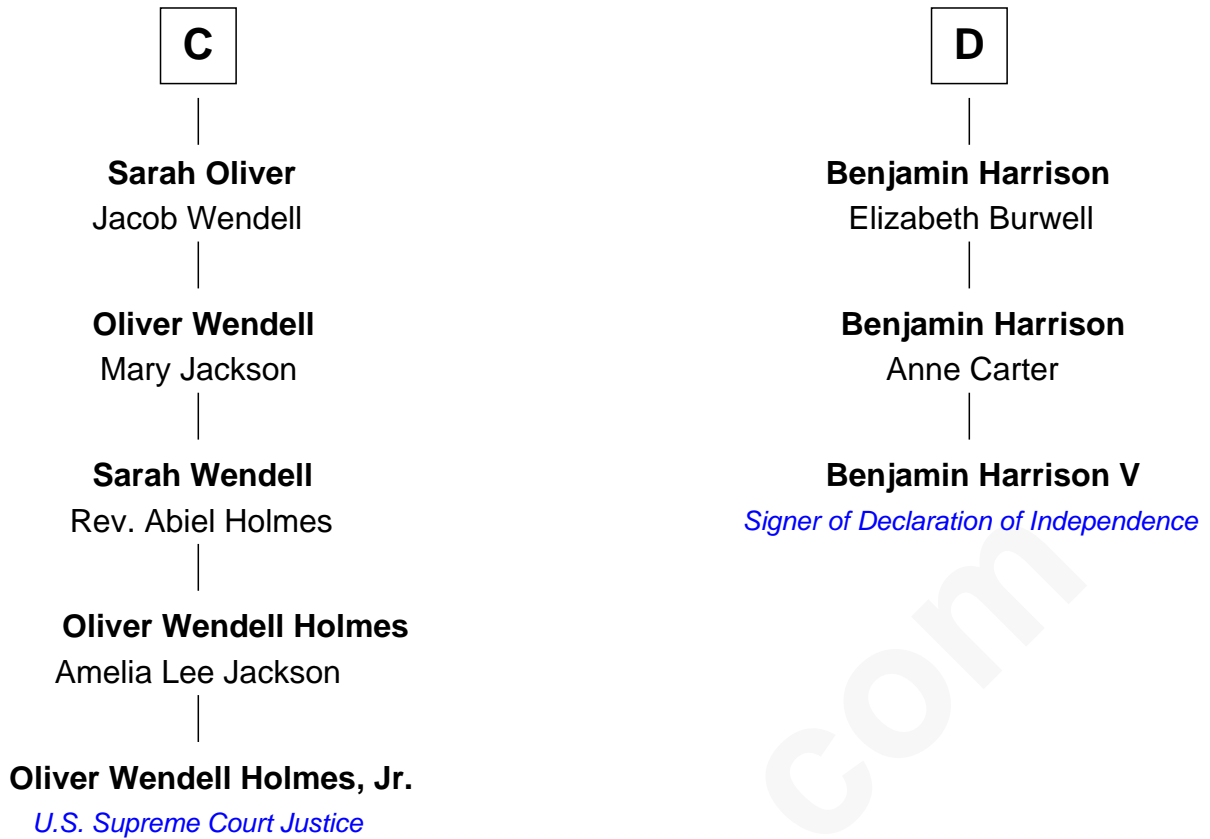 C
Sarah Oliver
Jacob Wendell
Oliver Wendell
Mary Jackson
Sarah Wendell
Rev. Abiel Holmes
Oliver Wendell Holmes
Amelia Lee Jackson
Oliver Wendell Holmes, Jr.
U.S. Supreme Court Justice
D
Benjamin Harrison
Elizabeth Burwell
Benjamin Harrison
Anne Carter
Benjamin Harrison V
Signer of Declaration of Independence
com